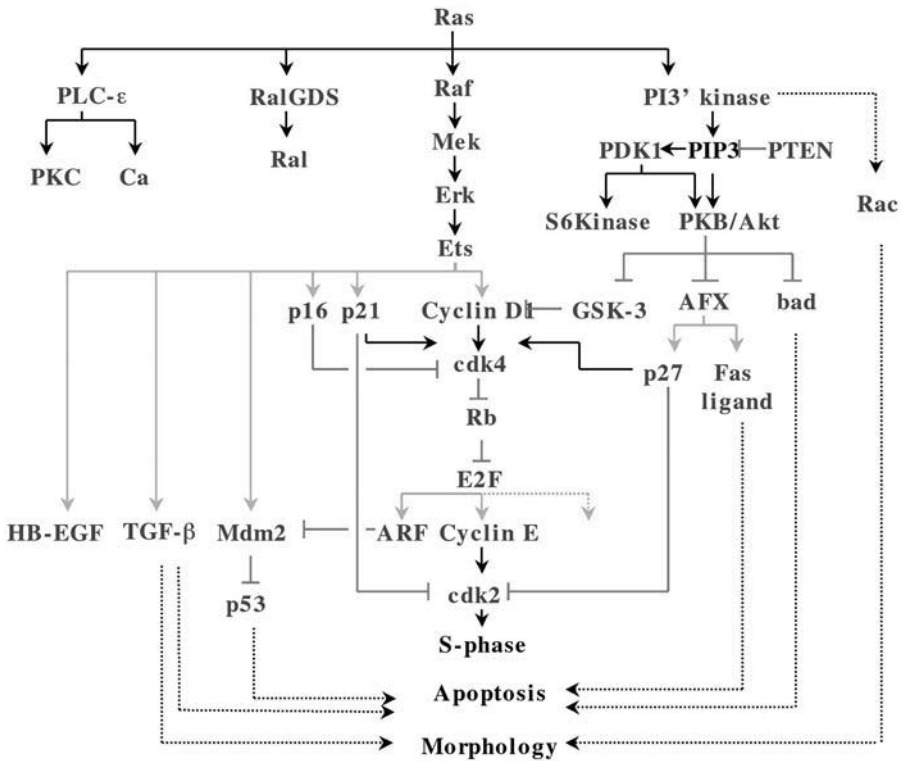 Ras
PLC-ε RalGDS Raf PI3’ kinase
Mek
Ral
PDK1 PIP3 PTEN
PKC Ca
Erk
Rac
S6Kinase PKB/Akt
Ets
p16 p21 Cyclin D GSK-3 AFX bad
cdk4
p27 Fas
ligand
Rb
E2F
HB-EGF TGF-β Mdm2 ARF Cyclin E
p53 cdk2
S-phase
Apoptosis
Morphology